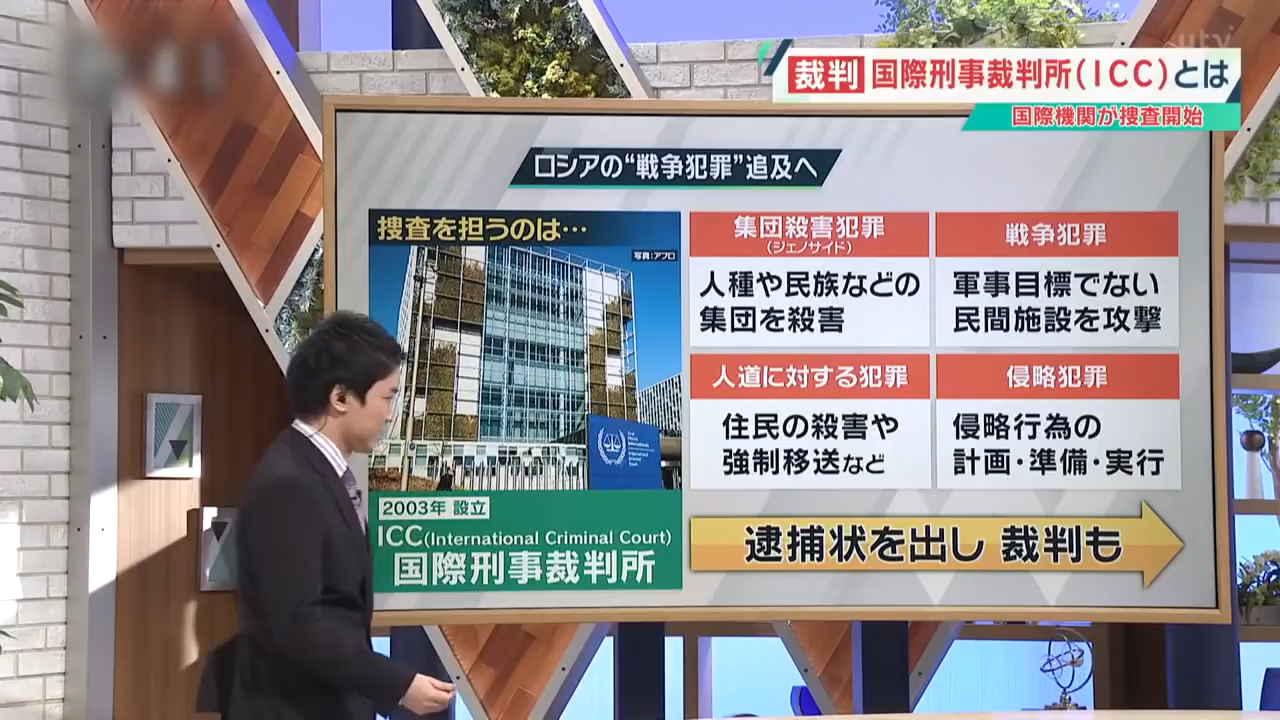 ytv
裁判 国際刑事裁判所(ICC)とは
国際機関が捜査開始
ロシアの“戦争犯罪”追及へ
捜査を担うのは…
写真:アフロ
2003年 設立
ICC(International Criminal Court)
国際刑事裁判所
集団殺害犯罪
(ジェノサイド)
人種や民族などの
集団を殺害
戦争犯罪
軍事目標でない
民間施設を攻撃
人道に対する犯罪
住民の殺害や
強制移送など
侵略犯罪
侵略行為の
計画・準備・実行
逮捕状を出し 裁判も